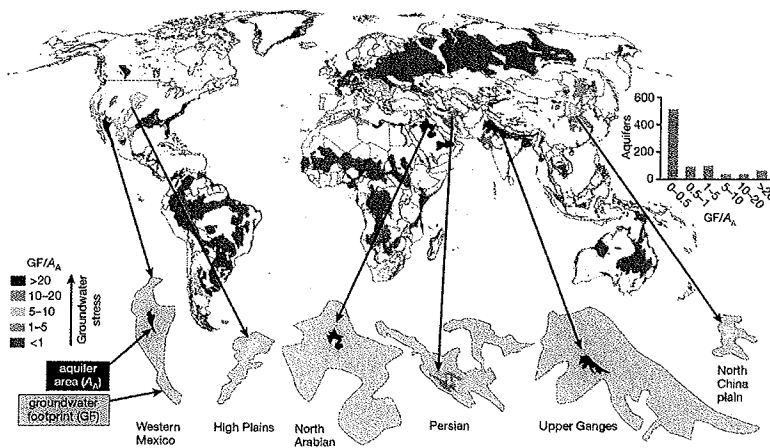 600
400
200
0
Aquifers
0–0.5
0.5–1
1–5
5–10
10–20
>20
GF/AA
GF/AA
>20
10–20
5–10
1–5
<1
Groundwater
stress
aquifer
area (AA)
groundwater
footprint (GF)
Western
Mexico
High Plains
North
Arabian
Persian
Upper Ganges
North
China
plain